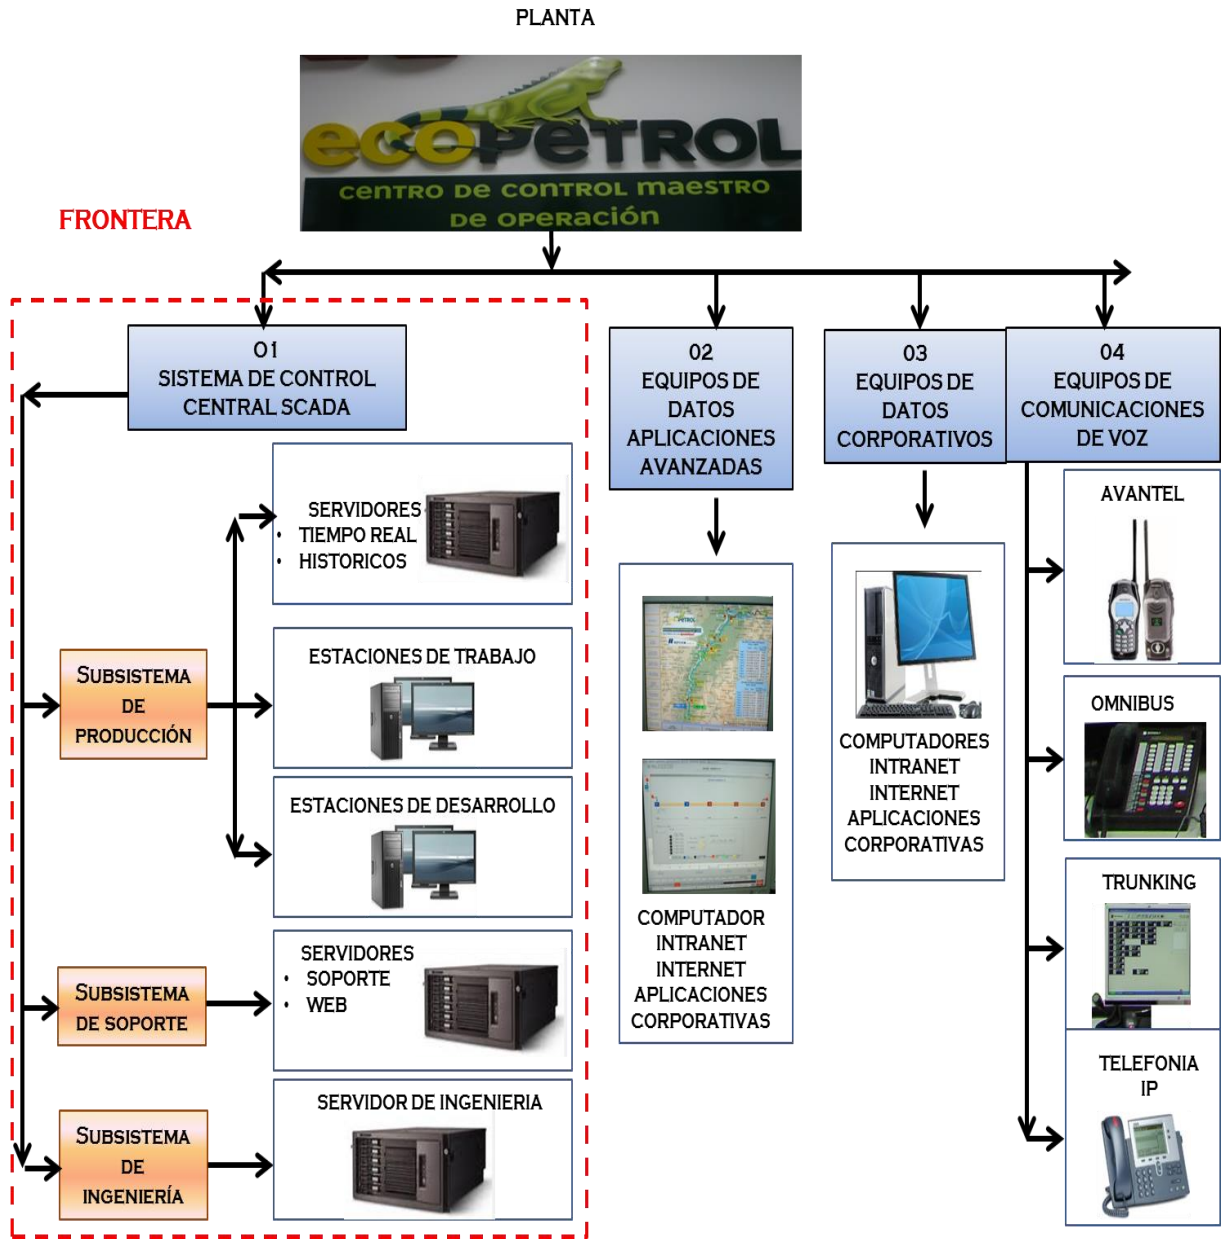 PLANTA
ecopetrol
CENTRO DE CONTROL MAESTRO
DE OPERACIÓN
FRONTERA
01
SISTEMA DE CONTROL
CENTRAL SCADA
02
EQUIPOS DE
DATOS
APLICACIONES
AVANZADAS
03
EQUIPOS DE
DATOS
CORPORATIVOS
04
EQUIPOS DE
COMUNICACIONES
DE VOZ
SUBSISTEMA
DE
PRODUCCIÓN
SERVIDORES
• TIEMPO REAL
• HISTORICOS
ESTACIONES DE TRABAJO
ESTACIONES DE DESARROLLO
SUBSISTEMA
DE SOPORTE
SERVIDORES
• SOPORTE
• WEB
SUBSISTEMA
DE
INGENIERÍA
SERVIDOR DE INGENIERIA
COMPUTADOR
INTRANET
INTERNET
APLICACIONES
CORPORATIVAS
COMPUTADORES
INTRANET
INTERNET
APLICACIONES
CORPORATIVAS
AVANTEL
OMNIBUS
TRUNKING
TELEFONIA
IP